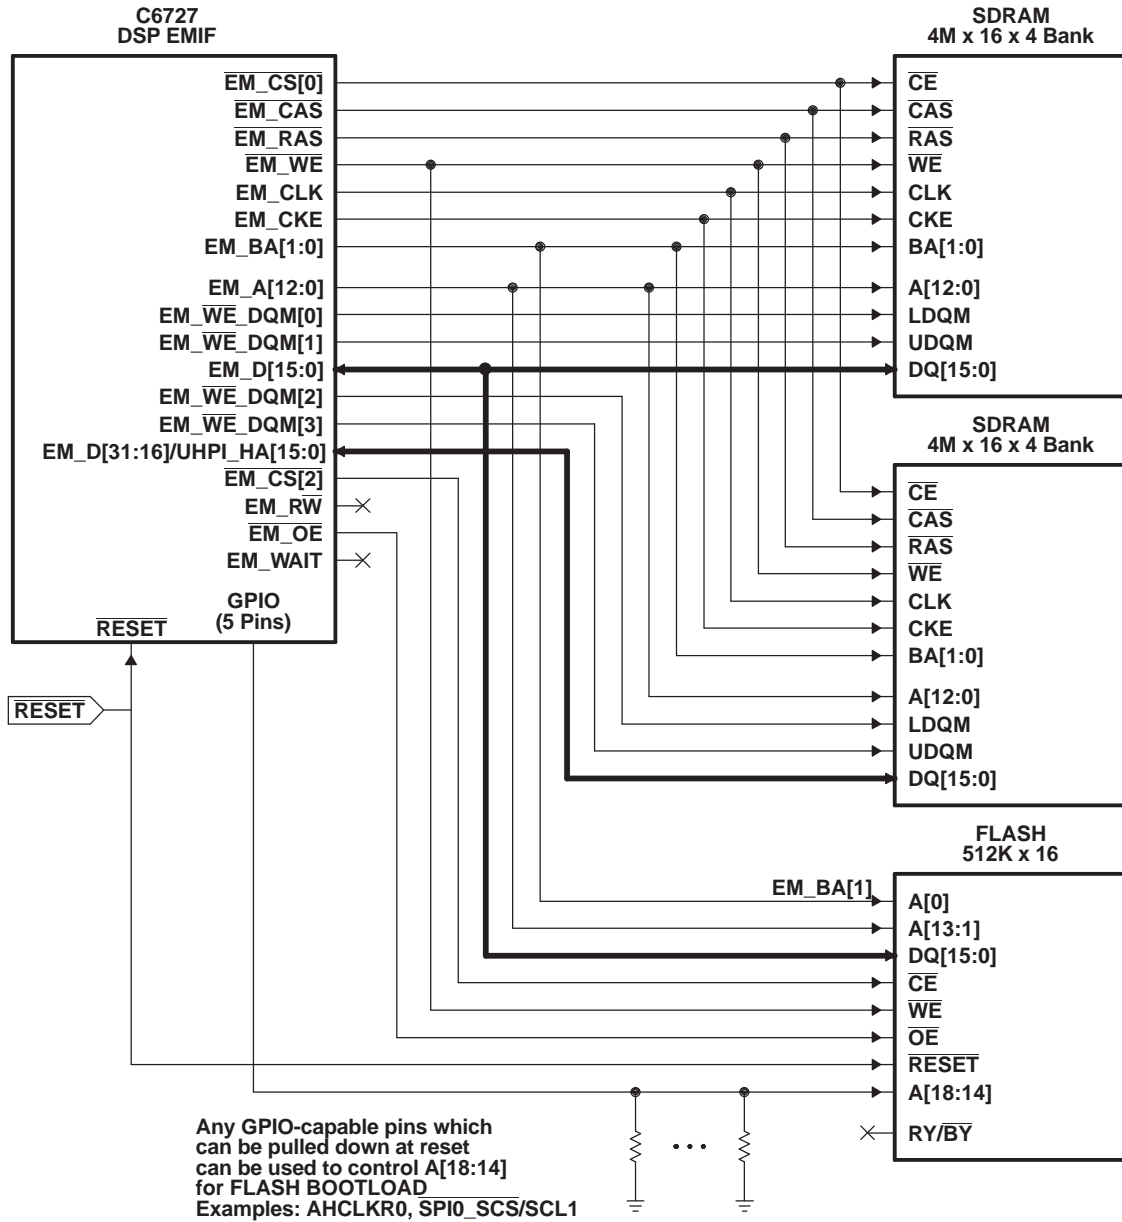 C6727
DSP EMIF
EM_CS[0]
EM_CAS
EM_RAS
EM_WE
EM_CLK
EM_CKE
EM_BA[1:0]
EM_A[12:0]
EM_WE_DQM[0]
EM_WE_DQM[1]
EM_D[15:0]
EM_WE_DQM[2]
EM_WE_DQM[3]
EM_D[31:16]/UHPI_HA[15:0]
EM_CS[2]
EM_RW
EM_OE
EM_WAIT
GPIO
(5 Pins)
RESET
RESET
SDRAM
4M x 16 x 4 Bank
CE
CAS
RAS
WE
CLK
CKE
BA[1:0]
A[12:0]
LDQM
UDQM
DQ[15:0]
SDRAM
4M x 16 x 4 Bank
CE
CAS
RAS
WE
CLK
CKE
BA[1:0]
A[12:0]
LDQM
UDQM
DQ[15:0]
FLASH
512K x 16
EM_BA[1]
A[0]
A[13:1]
DQ[15:0]
CE
WE
OE
RESET
A[18:14]
RY/BY
Any GPIO-capable pins which
can be pulled down at reset
can be used to control A[18:14]
for FLASH BOOTLOAD
Examples: AHCLKR0, SPI0_SCS/SCL1